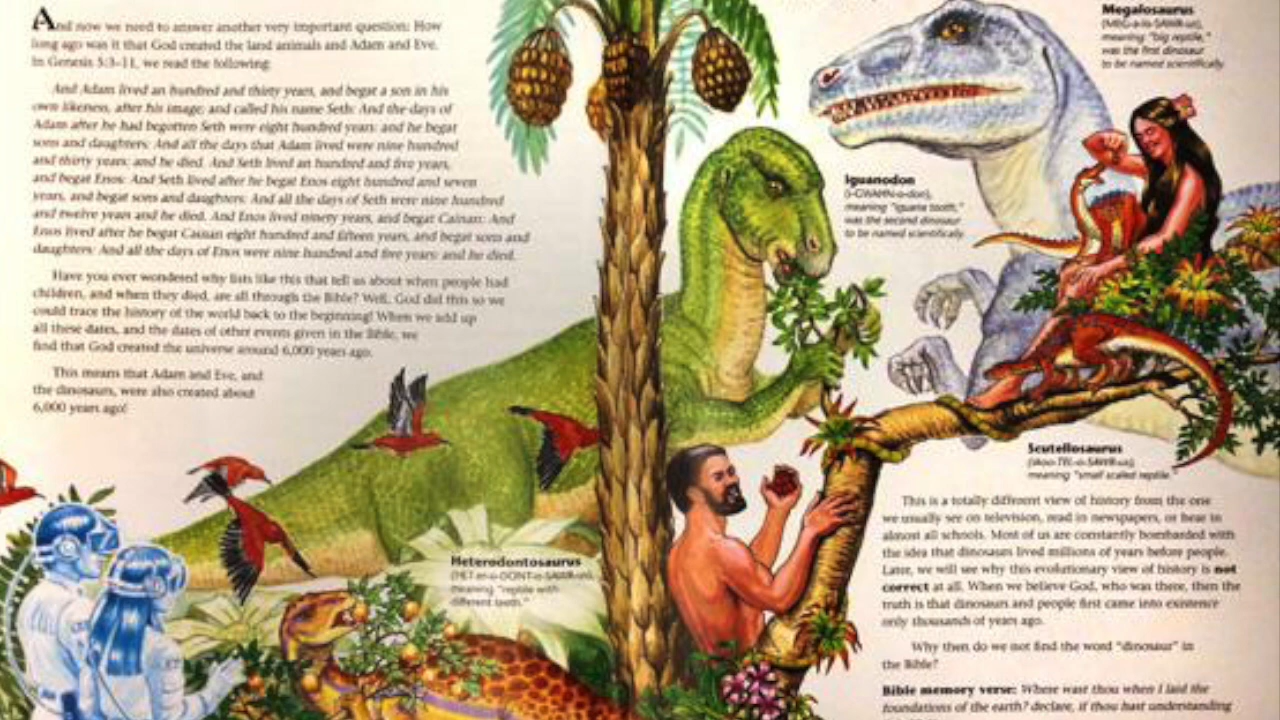 And now we need to answer another very important question: How
long ago was it that God created the land animals and Adam and Eve.
In Genesis 5:3–11, we read the following:
And Adam lived an hundred and thirty years, and begat a son in his
own likeness, after his image; and called his name Seth: And the days of
Adam after he had begotten Seth were eight hundred years: and he begat
sons and daughters: And all the days that Adam lived were nine hundred
and thirty years: and he died. And Seth lived an hundred and five years,
and begat Enos: And Seth lived after he begat Enos eight hundred and seven
years, and begat sons and daughters: And all the days of Seth were nine hundred
and twelve years and he died. And Enos lived ninety years, and begat Cainan: And
Enos lived after he begat Cainan eight hundred and fifteen years, and begat sons and
daughters: And all the days of Enos were nine hundred and five years: and he died.
Have you ever wondered why lists like this that tell us about when people had
children, and when they died, are all through the Bible? Well, God did this so we
could trace the history of the world back to the beginning! When we add up
all these dates, and the dates of other events given in the Bible, we
find that God created the universe around 6,000 years ago.
This means that Adam and Eve, and
the dinosaurs, were also created about
6,000 years ago!
Heterodontosaurus
meaning "reptile with
different teeth."
Megalosaurus
(MEG-a-lo-SAWR-us),
meaning "big reptile,"
was the first dinosaur
to be named scientifically.
Iguanodon
(i-GWAHN-o-don),
meaning "iguana tooth,"
was the second dinosaur
to be named scientifically.
Scutellosaurus
(skoo-TEL-o-SAWR-us),
meaning "small scaled reptile."
This is a totally different view of history from the one
we usually see on television, read in newspapers, or hear in
almost all schools. Most of us are constantly bombarded with
the idea that dinosaurs lived millions of years before people.
Later, we will see why this evolutionary view of history is not
correct at all. When we believe God, who was there, then the
truth is that dinosaurs and people first came into existence
only thousands of years ago.
Why then do we not find the word "dinosaur" in
the Bible?
Bible memory verse: Where wast thou when I laid the
foundations of the earth? declare, if thou hast understanding